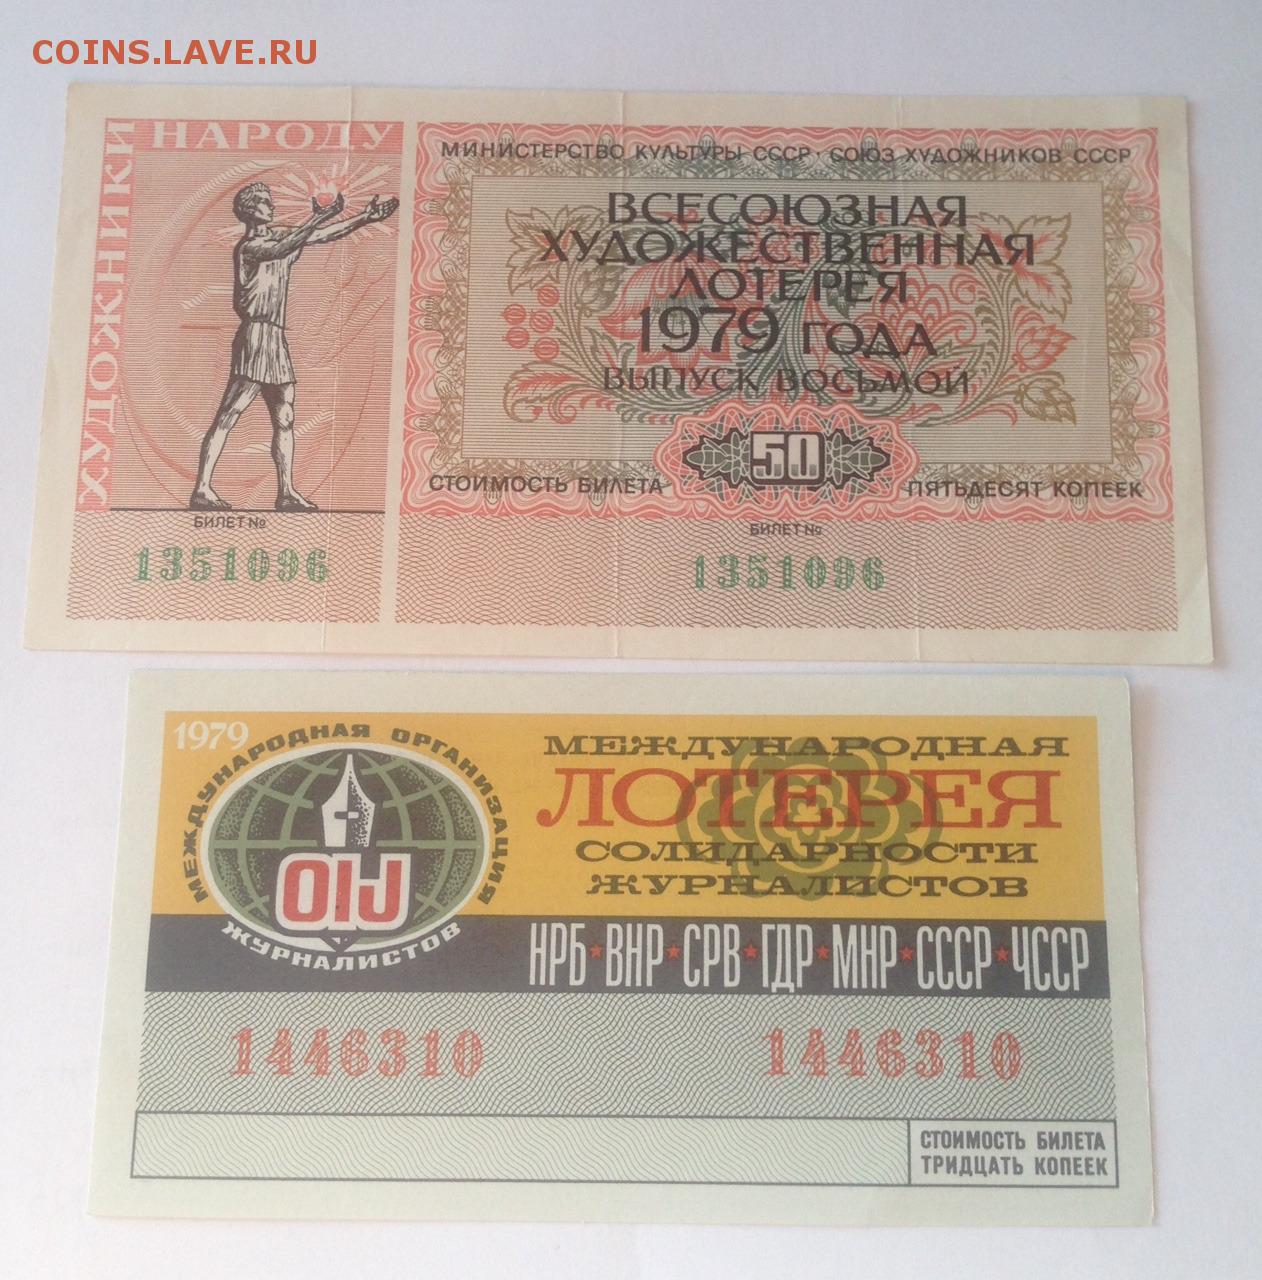 COINS.LAVE.RU
ХУДОЖНИКИ
НАРОДУ
БИЛЕТ №
1351096
МИНИСТЕРСТВО КУЛЬТУРЫ СССР · СОЮЗ ХУДОЖНИКОВ СССР
ВСЕСОЮЗНАЯ
ХУДОЖЕСТВЕННАЯ
ЛОТЕРЕЯ
1979 ГОДА
ВЫПУСК ВОСЬМОЙ
50
СТОИМОСТЬ БИЛЕТА ПЯТЬДЕСЯТ КОПЕЕК
БИЛЕТ №
1351096
1979
МЕЖДУНАРОДНАЯ ОРГАНИЗАЦИЯ
OIJ
ЖУРНАЛИСТОВ
МЕЖДУНАРОДНАЯ
ЛОТЕРЕЯ
СОЛИДАРНОСТИ
ЖУРНАЛИСТОВ
НРБ★ВНР★СРВ★ГДР★МНР★СССР★ЧССР
1446310 1446310
СТОИМОСТЬ БИЛЕТА
ТРИДЦАТЬ КОПЕЕК